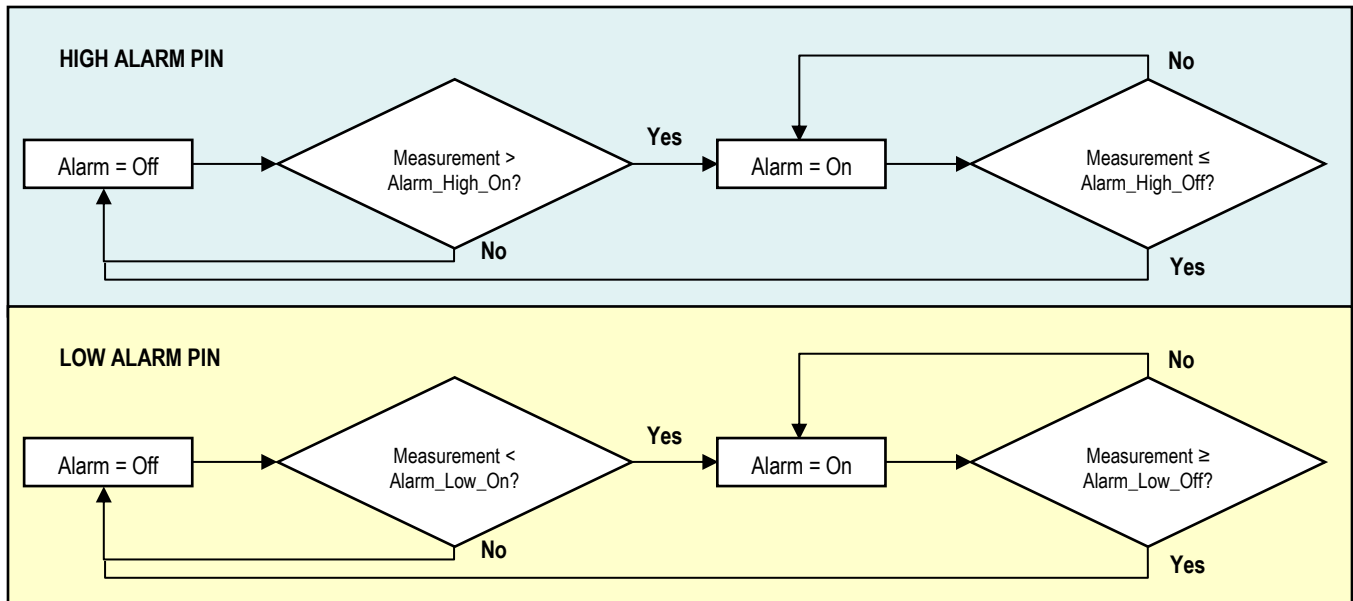 HIGH ALARM PIN
No
Alarm = Off
Measurement >
Alarm_High_On?
Yes
Alarm = On
Measurement ≤
Alarm_High_Off?
No
Yes
LOW ALARM PIN
No
Alarm = Off
Measurement <
Alarm_Low_On?
Yes
Alarm = On
Measurement ≥
Alarm_Low_Off?
No
Yes